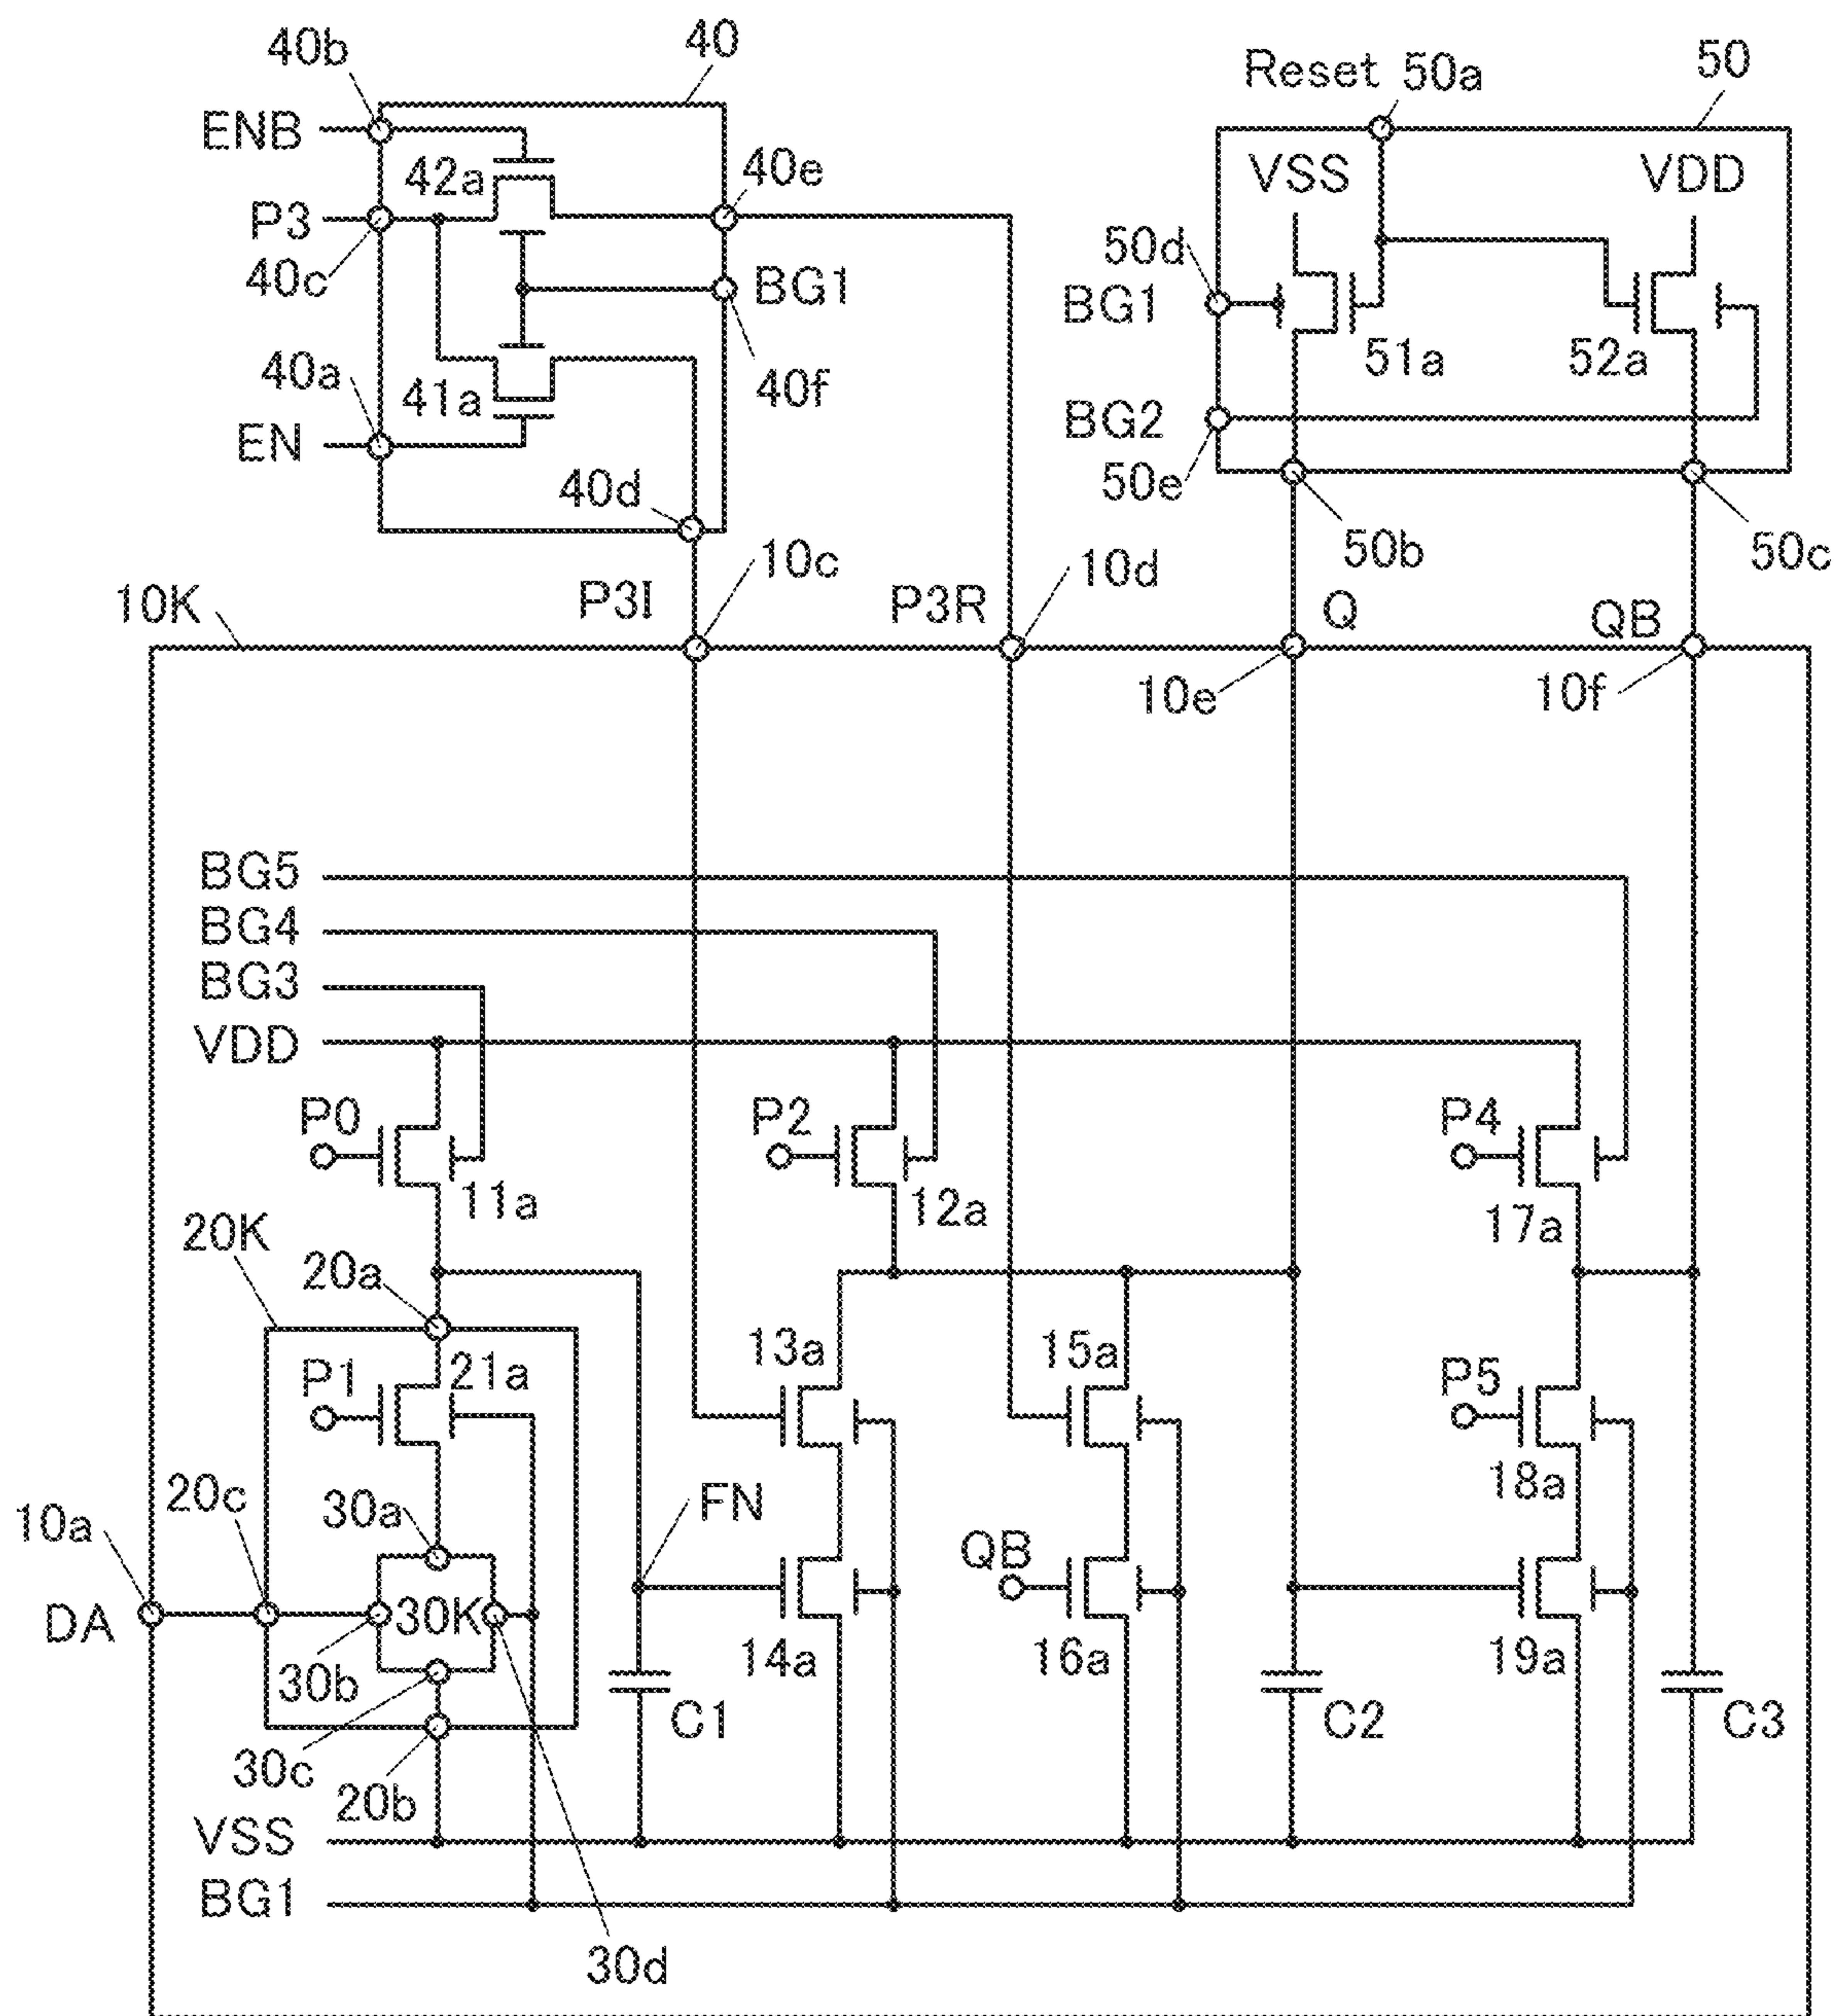 40b
40
Reset 50a
50
ENB
42a
40e
VSS
VDD
P3
40c
BG1
50d
BG1
40a
41a
40f
51a
52a
EN
BG2
40d
50e
50b
50c
10K
P3I
10c
P3R
10d
Q
QB
10e
10f
BG5
BG4
BG3
VDD
P0
P2
P4
11a
12a
17a
20K
20a
13a
15a
P1
21a
P5
20c
30a
FN
18a
10a
QB
DA
30K
30b
14a
16a
19a
C1
C2
C3
30c
20b
VSS
BG1
30d